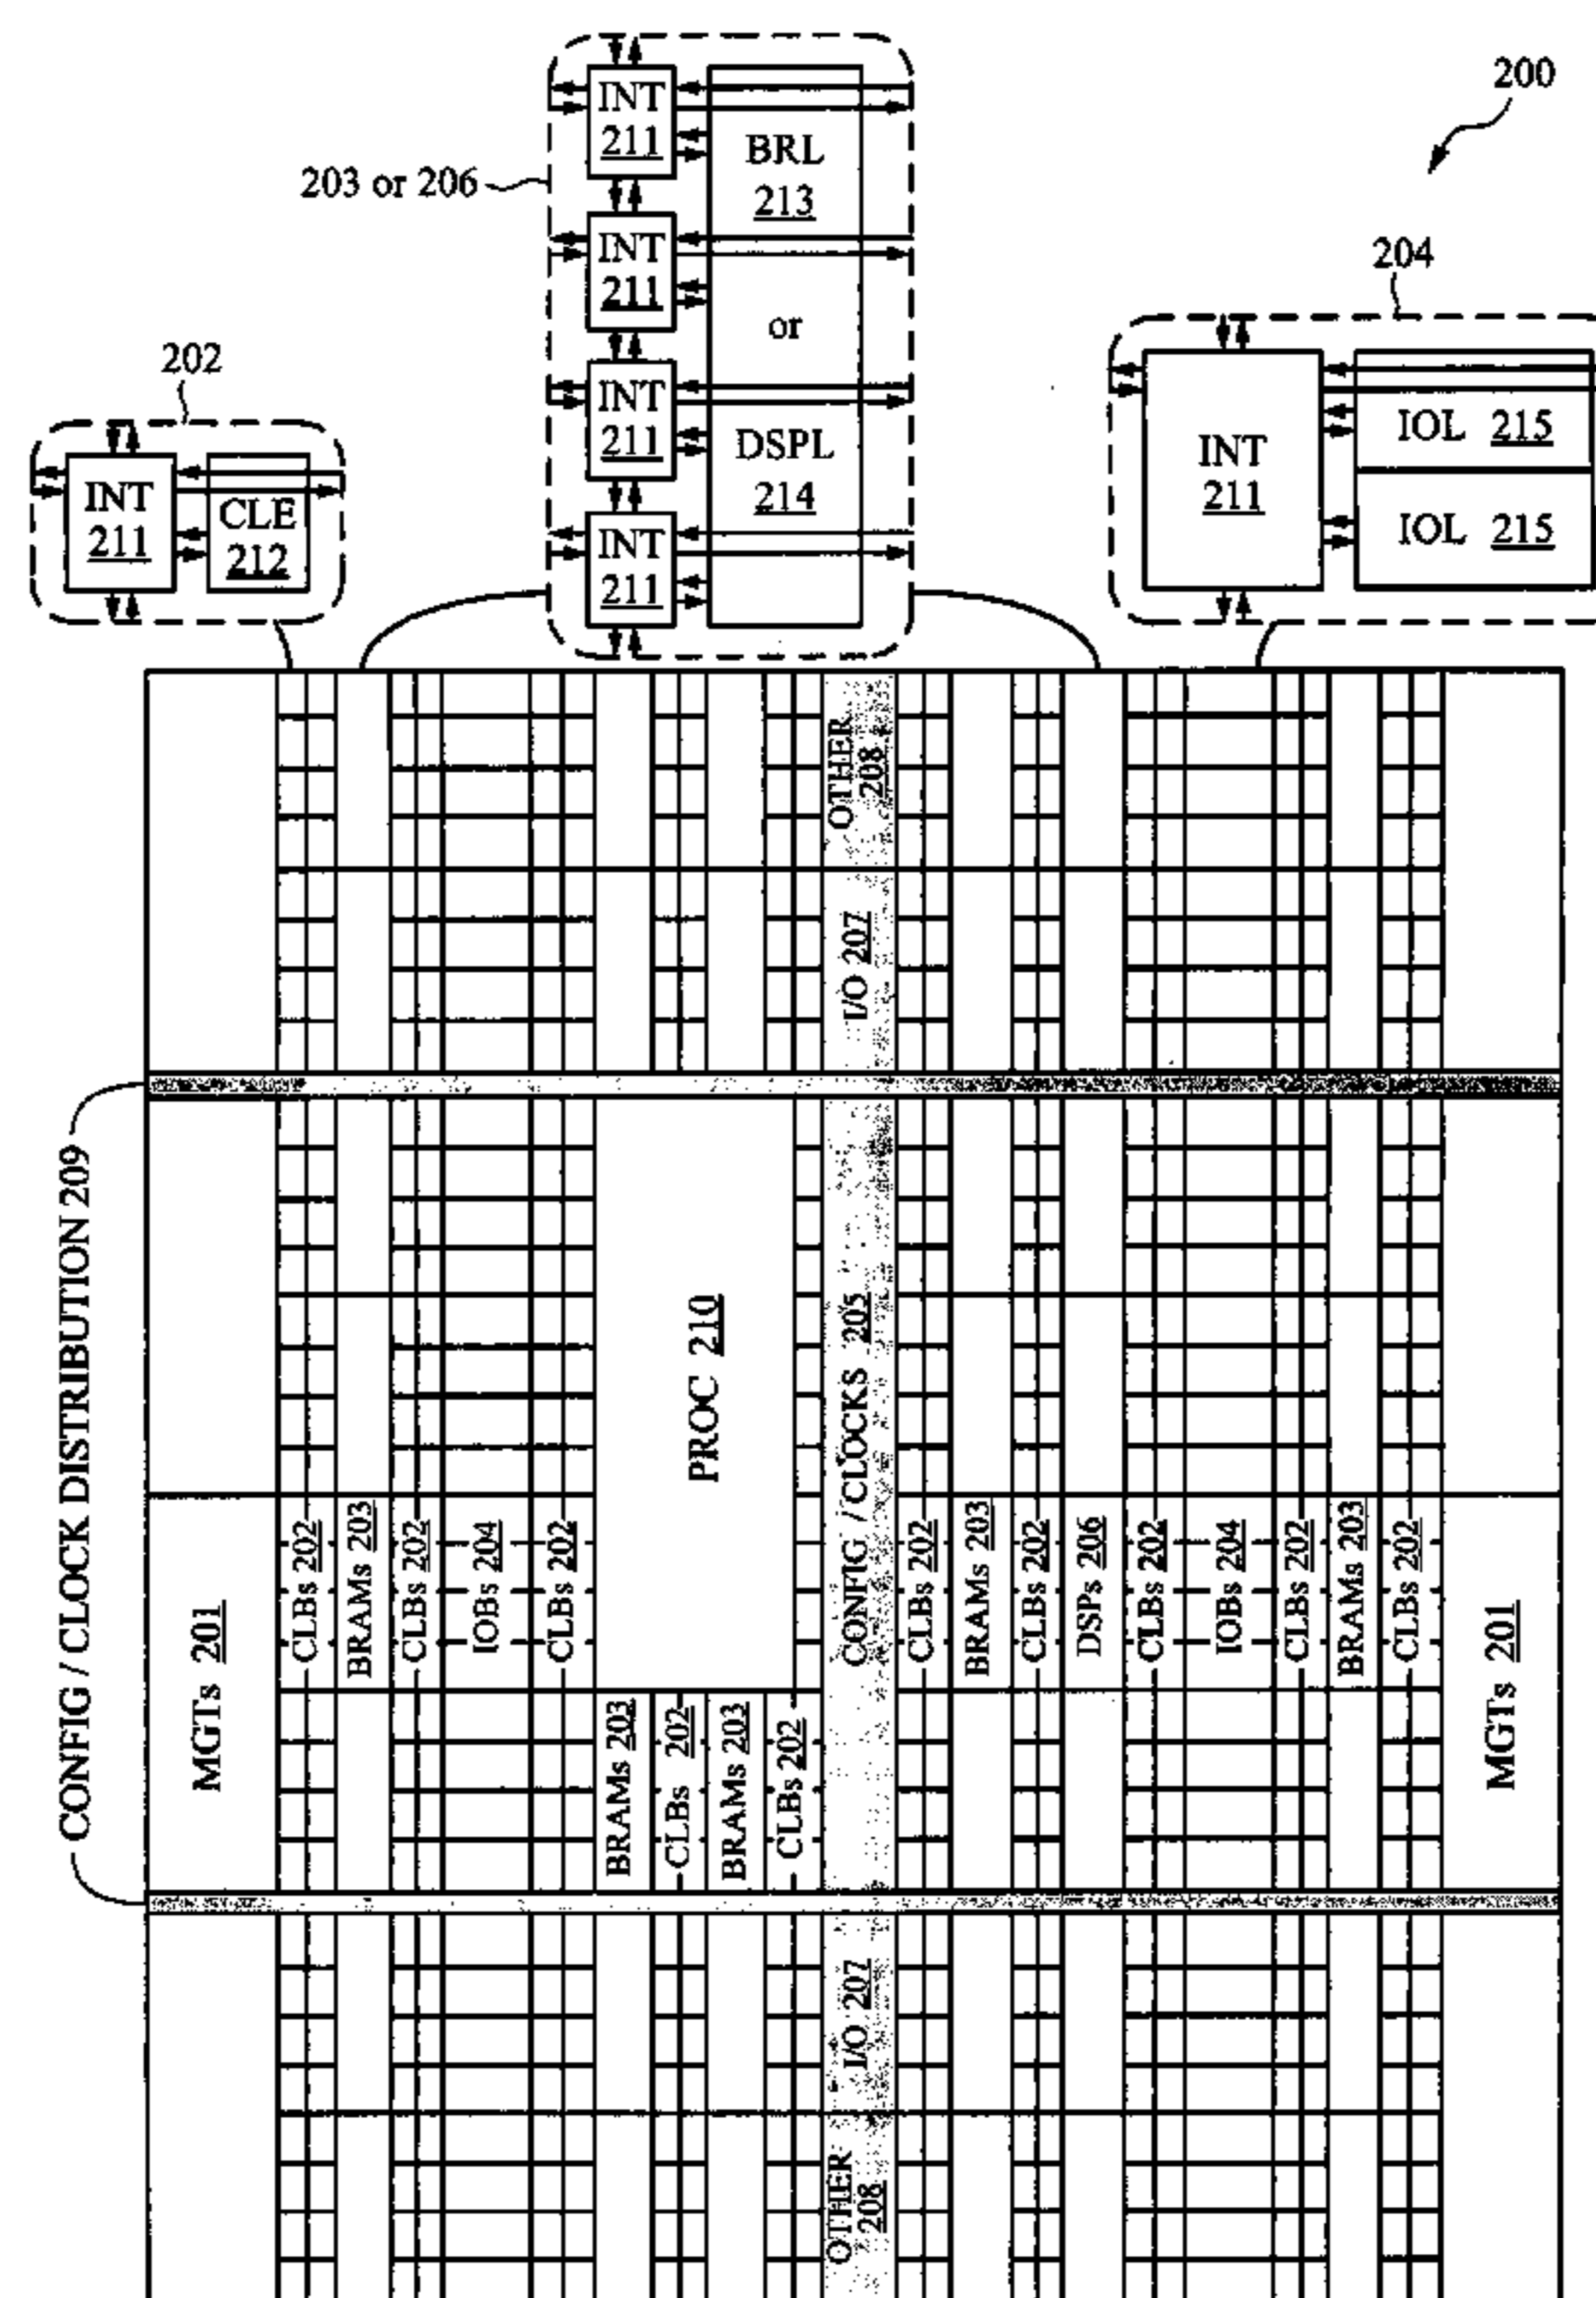 200
203 or 206
INT
211
BRL
213
INT
211
or
INT
211
DSPL
214
INT
211
204
INT
211
IOL 215
IOL 215
202
INT
211
CLE
212
OTHER
208
I/O 207
CONFIG / CLOCK DISTRIBUTION 209
PROC 210
CONFIG / CLOCKS 205
MGTs 201
CLBs 202
BRAMs 203
CLBs 202
IOBs 204
CLBs 202
BRAMs 203
CLBs 202
BRAMs 203
CLBs 202
CLBs 202
BRAMs 203
CLBs 202
DSPs 206
CLBs 202
IOBs 204
CLBs 202
BRAMs 203
CLBs 202
MGTs 201
I/O 207
OTHER
208